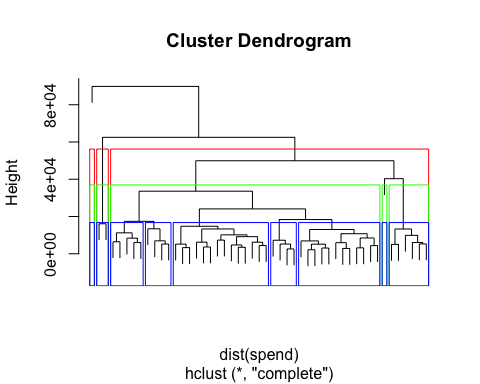 Cluster Dendrogram
Height
8e+04
4e+04
0e+00
dist(spend)
hclust (*, "complete")